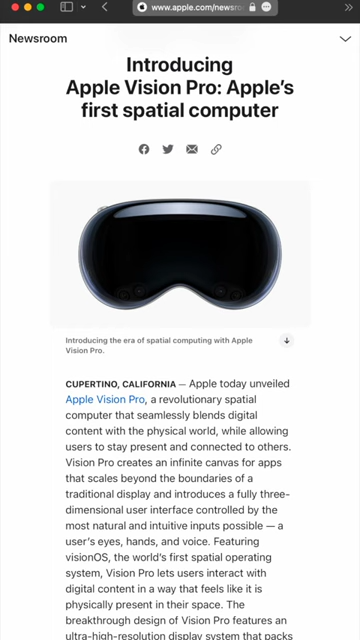 www.apple.com/newsroo
Newsroom
Introducing
Apple Vision Pro: Apple’s
first spatial computer
Introducing the era of spatial computing with Apple
Vision Pro.
CUPERTINO, CALIFORNIA — Apple today unveiled
Apple Vision Pro, a revolutionary spatial
computer that seamlessly blends digital
content with the physical world, while allowing
users to stay present and connected to others.
Vision Pro creates an infinite canvas for apps
that scales beyond the boundaries of a
traditional display and introduces a fully three-
dimensional user interface controlled by the
most natural and intuitive inputs possible — a
user’s eyes, hands, and voice. Featuring
visionOS, the world’s first spatial operating
system, Vision Pro lets users interact with
digital content in a way that feels like it is
physically present in their space. The
breakthrough design of Vision Pro features an
ultra-high-resolution display system that packs